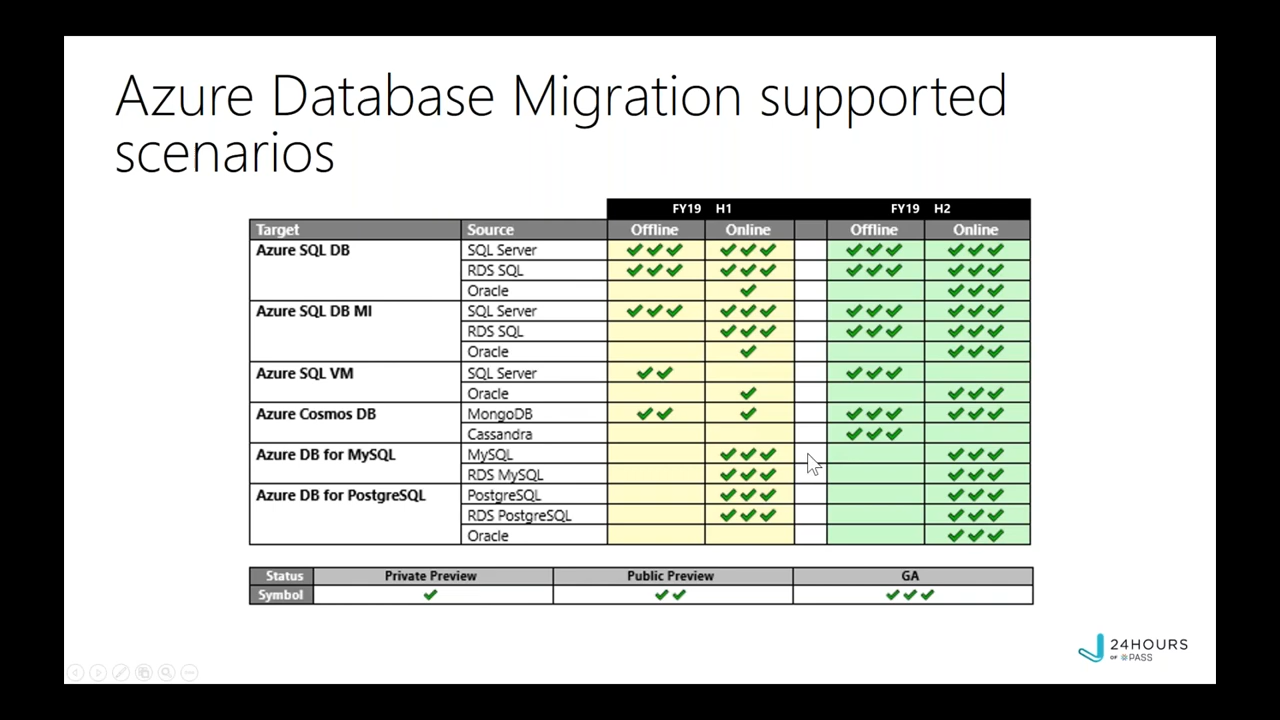 Azure Database Migration supported
scenarios
FY19 H1 FY19 H2
Target Source Offline Online Offline Online
Azure SQL DB SQL Server ✔✔✔ ✔✔✔ ✔✔✔ ✔✔✔
RDS SQL ✔✔✔ ✔✔✔ ✔✔✔ ✔✔✔
Oracle ✔ ✔✔✔
Azure SQL DB MI SQL Server ✔✔✔ ✔✔✔ ✔✔✔ ✔✔✔
RDS SQL ✔✔✔ ✔✔✔ ✔✔✔
Oracle ✔ ✔✔✔
Azure SQL VM SQL Server ✔✔ ✔✔✔
Oracle ✔ ✔✔✔
Azure Cosmos DB MongoDB ✔✔ ✔ ✔✔✔ ✔✔✔
Cassandra ✔✔✔
Azure DB for MySQL MySQL ✔✔✔ ✔✔✔
RDS MySQL ✔✔✔ ✔✔✔
Azure DB for PostgreSQL PostgreSQL ✔✔✔ ✔✔✔
RDS PostgreSQL ✔✔✔ ✔✔✔
Oracle ✔✔✔
Status Private Preview Public Preview GA
Symbol ✔ ✔✔ ✔✔✔
24HOURS
OF PASS